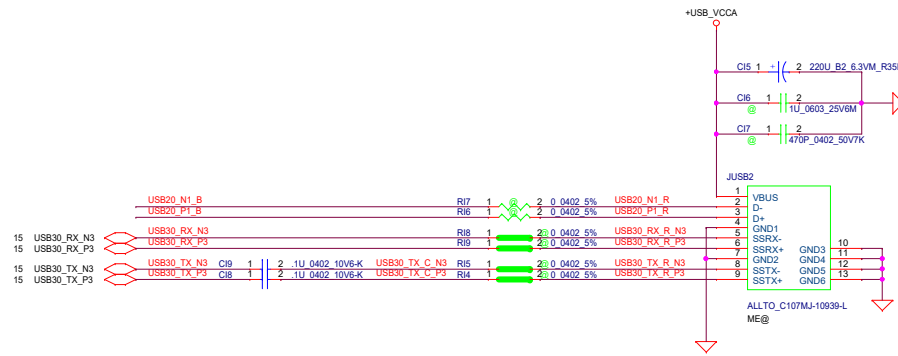 +USB_VCCA
CI5 1 + 2 220U_B2_6.3VM_R35
CI6 1 2
@ 1U_0603_25V6M
CI7 1 2
@ 470P_0402_50V7K
JUSB2
USB20_N1_B RI7 1 @ 2 0_0402_5% USB20_N1_R 1 VBUS
USB20_P1_B RI6 1 @ 2 0_0402_5% USB20_P1_R 2 D-
3 D+
4 GND1
15 USB30_RX_N3 USB30_RX_N3 RI8 1 2 @ 0_0402_5% USB30_RX_R_N3 5 SSRX-
15 USB30_RX_P3 USB30_RX_P3 RI9 1 2 @ 0_0402_5% USB30_RX_R_P3 6 SSRX+ GND3 10
7 GND2 GND4 11
15 USB30_TX_N3 USB30_TX_N3 CI9 1 2 .1U_0402_10V6-K USB30_TX_C_N3 RI5 1 2 @ 0_0402_5% USB30_TX_R_N3 8 SSTX- GND5 12
15 USB30_TX_P3 USB30_TX_P3 CI8 1 2 .1U_0402_10V6-K USB30_TX_C_P3 RI4 1 2 @ 0_0402_5% USB30_TX_R_P3 9 SSTX+ GND6 13
ALLTO_C107MJ-10939-L
ME@